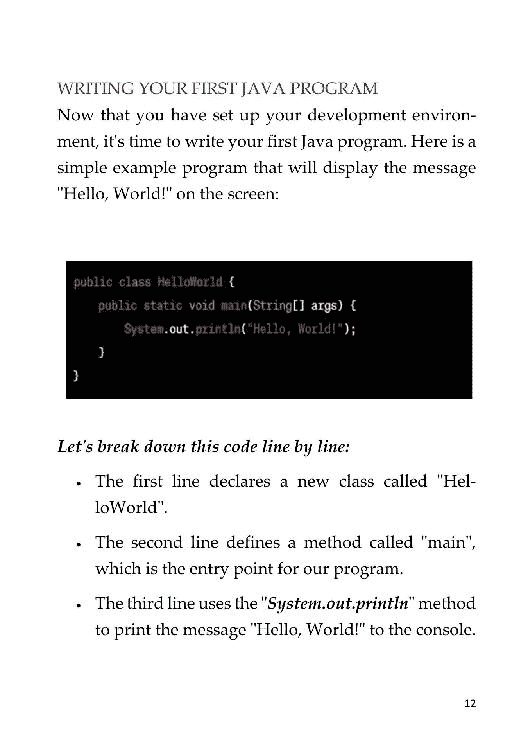 WRITING YOUR FIRST JAVA PROGRAM
Now that you have set up your development environ-
ment, it's time to write your first Java program. Here is a
simple example program that will display the message
"Hello, World!" on the screen:
public class HelloWorld {
    public static void main(String[] args) {
        System.out.println("Hello, World!");
    }
}
Let's break down this code line by line:
• The first line declares a new class called "Hel-
loWorld".
• The second line defines a method called "main",
which is the entry point for our program.
• The third line uses the "System.out.println" method
to print the message "Hello, World!" to the console.
12